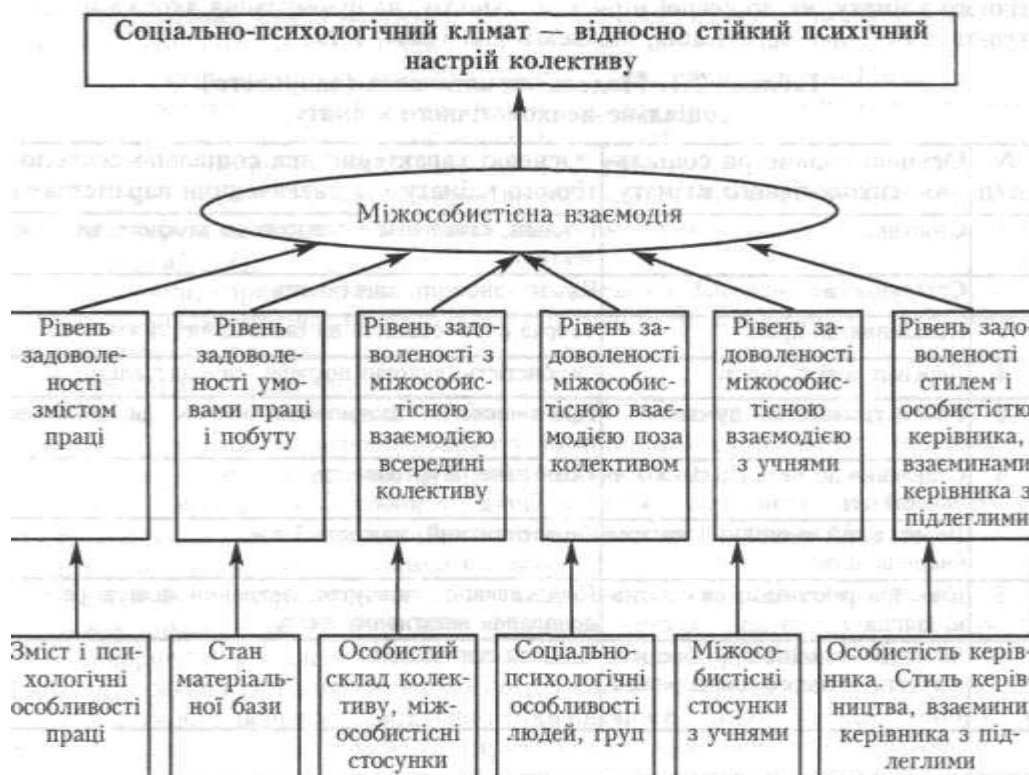 Соціально-психологічний клімат — відносно стійкий психічний
настрій колективу
Міжособистісна взаємодія
Рівень
задоволе-
ності
змістом
праці
Рівень
задоволе-
ності умо-
вами праці
і побуту
Рівень задо-
воленості з
міжособис-
тісною
взаємодією
всередині
колективу
Рівень за-
доволеності
міжособис-
тісною взає-
модією поза
колективом
Рівень за-
доволеності
міжособис-
тісною
взаємодією
з учнями
Рівень задо-
воленості
стилем і
особистістю
керівника,
взаєминами
керівника з
підлеглими
Зміст і пси-
хологічні
особливості
праці
Стан
матеріаль-
ної бази
Особистий
склад колек-
тиву, між-
особистісні
стосунки
Соціально-
психологічні
особливості
людей, груп
Міжосо-
бистісні
стосунки
з учнями
Особистість керів-
ника. Стиль керів-
ництва, взаємини
керівника з під-
леглими